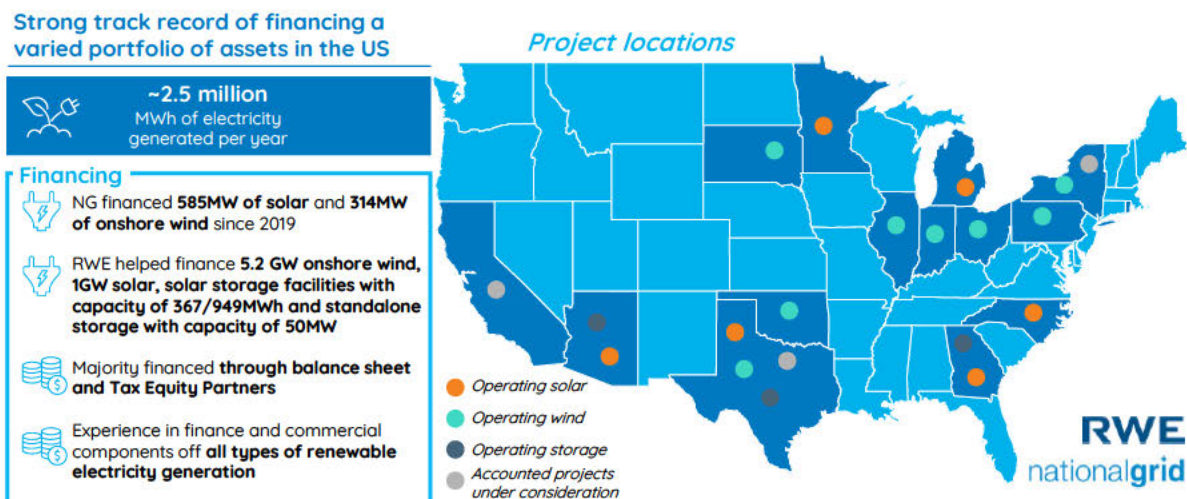 Strong track record of financing a
varied portfolio of assets in the US
~2.5 million
MWh of electricity
generated per year
Financing
NG financed 585MW of solar and 314MW
of onshore wind since 2019
RWE helped finance 5.2 GW onshore wind,
1GW solar, solar storage facilities with
capacity of 367/949MWh and standalone
storage with capacity of 50MW
Majority financed through balance sheet
and Tax Equity Partners
Experience in finance and commercial
components off all types of renewable
electricity generation
Project locations
Operating solar
Operating wind
Operating storage
Accounted projects
under consideration
RWE
nationalgrid